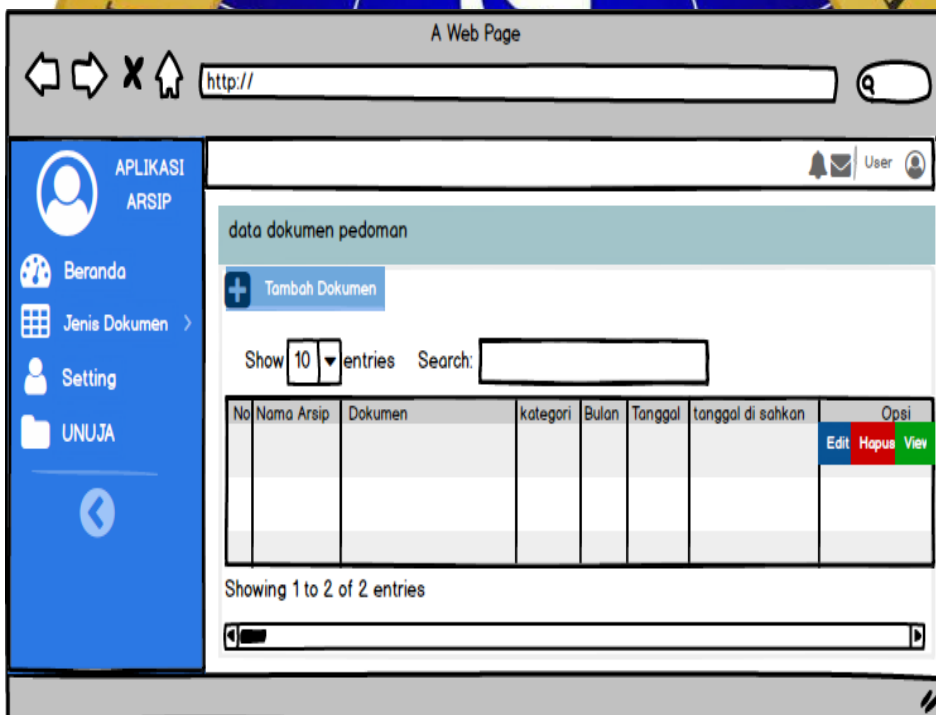 A Web Page
http://
APLIKASI
ARSIP
User
Beranda
Jenis Dokumen
Setting
UNUJA
data dokumen pedoman
Tambah Dokumen
Show 10 entries Search:
No Nama Arsip Dokumen kategori Bulan Tanggal tanggal di sahkan Opsi
Edit Hapus View
Showing 1 to 2 of 2 entries